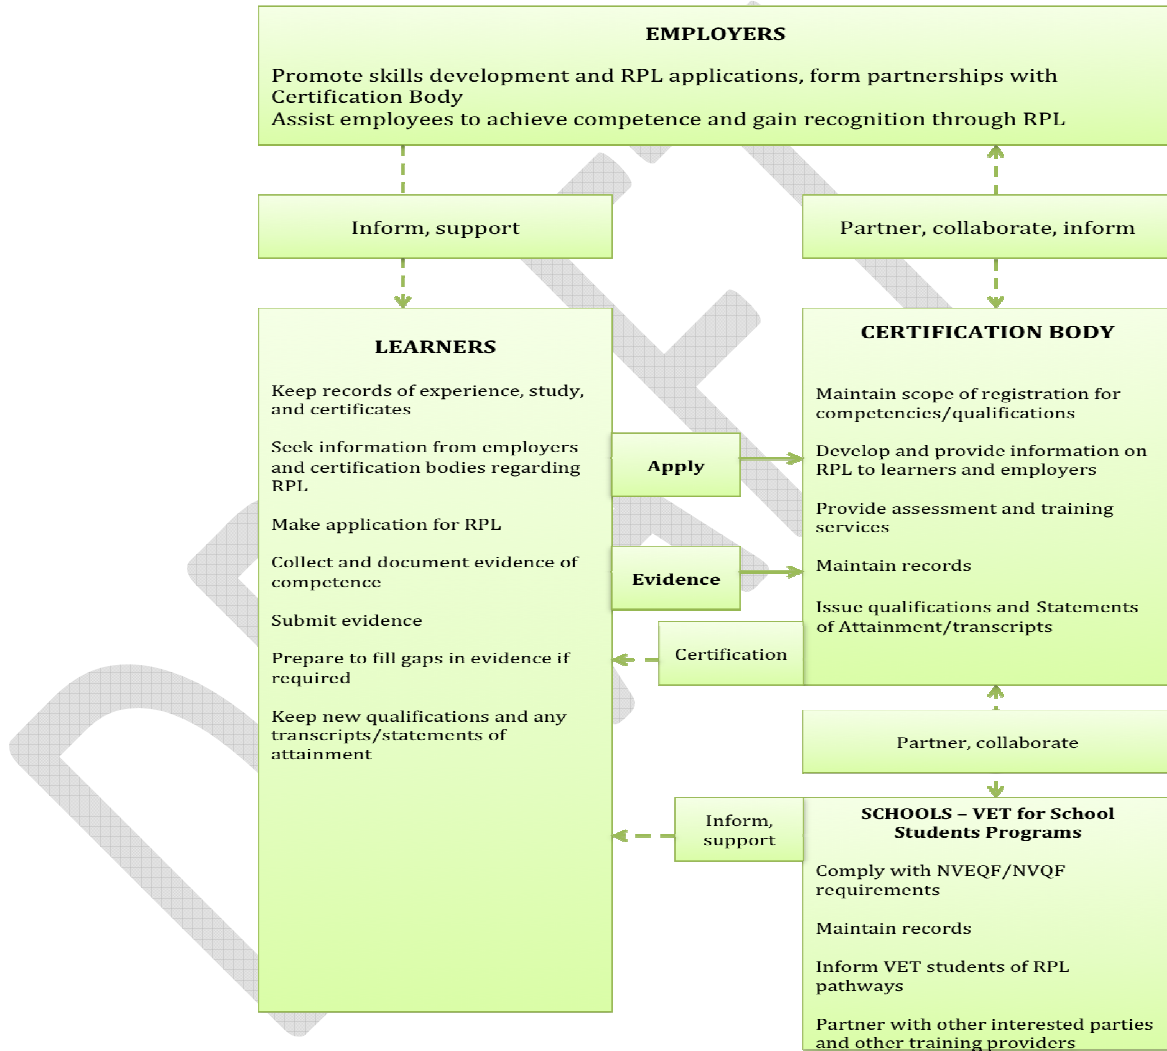 EMPLOYERS
Promote skills development and RPL applications, form partnerships with
Certification Body
Assist employees to achieve competence and gain recognition through RPL
Inform, support
Partner, collaborate, inform
LEARNERS
Keep records of experience, study,
and certificates
Seek information from employers
and certification bodies regarding
RPL
Make application for RPL
Collect and document evidence of
competence
Submit evidence
Prepare to fill gaps in evidence if
required
Keep new qualifications and any
transcripts/statements of
attainment
Apply
Evidence
Certification
CERTIFICATION BODY
Maintain scope of registration for
competencies/qualifications
Develop and provide information on
RPL to learners and employers
Provide assessment and training
services
Maintain records
Issue qualifications and Statements
of Attainment/transcripts
Partner, collaborate
Inform,
support
SCHOOLS – VET for School
Students Programs
Comply with NVEQF/NVQF
requirements
Maintain records
Inform VET students of RPL
pathways
Partner with other interested parties
and other training providers
DRAFT